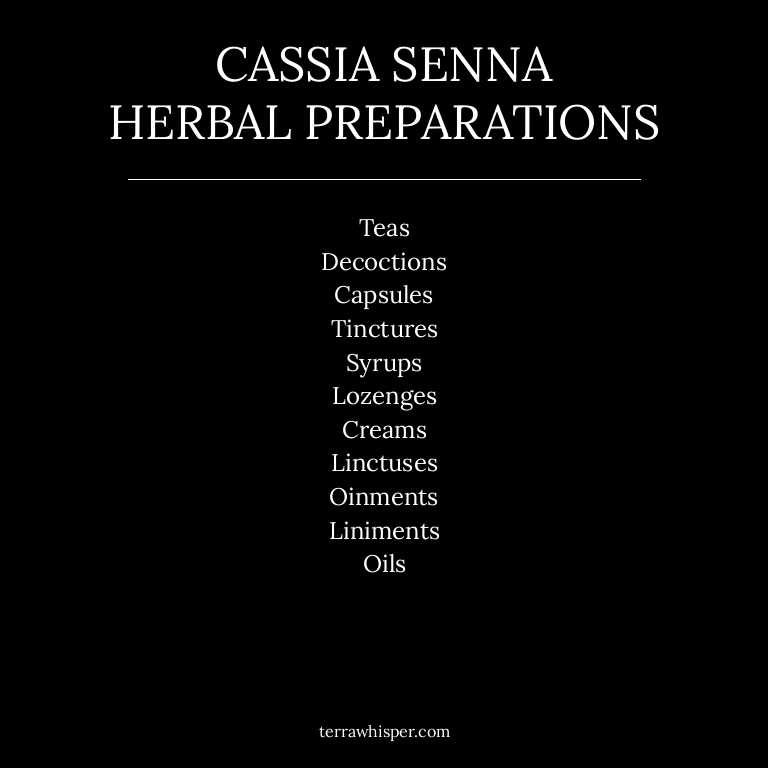 CASSIA SENNA
HERBAL PREPARATIONS
Teas
Decoctions
Capsules
Tinctures
Syrups
Lozenges
Creams
Linctuses
Oinments
Liniments
Oils
terrawhisper.com